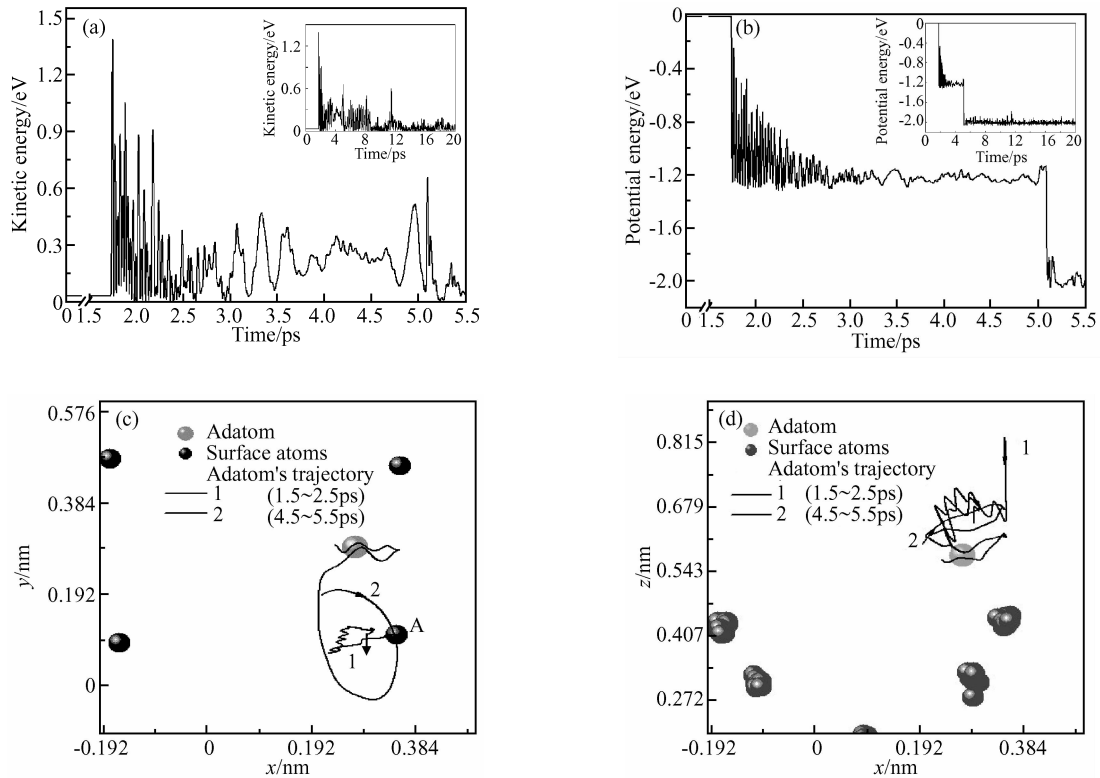 (a)
Kinetic energy/eV
1.5
1.2
0.9
0.6
0.3
0
0 1.5 2.0 2.5 3.0 3.5 4.0 4.5 5.0 5.5
Time/ps
Kinetic energy/eV
1.2
0.6
0
0 4 8 12 16 20
Time/ps
(b)
Potential energy/eV
0
-0.4
-0.8
-1.2
-1.6
-2.0
0 1.5 2.0 2.5 3.0 3.5 4.0 4.5 5.0 5.5
Time/ps
Potential energy/eV
0
-0.4
-0.8
-1.2
-1.6
-2.0
0 4 8 12 16 20
Time/ps
(c)
Adatom
Surface atoms
Adatom's trajectory
1 (1.5~2.5ps)
2 (4.5~5.5ps)
y/nm
0.576
0.384
0.192
0
2
A
1
-0.192 0 0.192 0.384
x/nm
(d)
Adatom
Surface atoms
Adatom's trajectory
1 (1.5~2.5ps)
2 (4.5~5.5ps)
z/nm
0.815
0.679
0.543
0.407
0.272
1
2
-0.192 0 0.192 0.384
x/nm